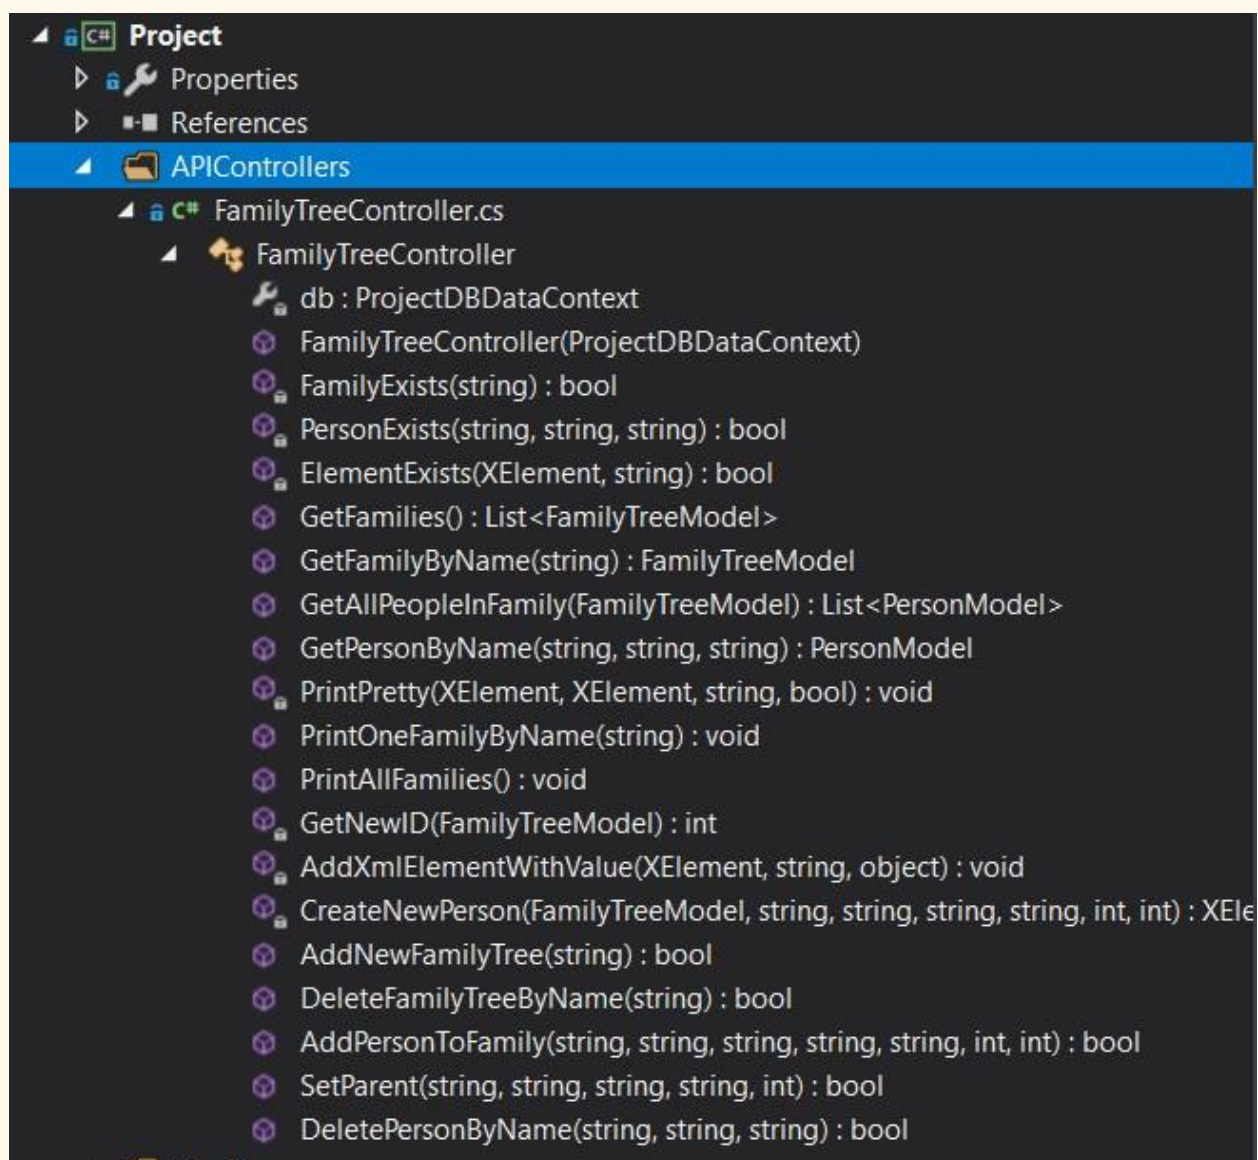 C# Project
Properties
References
APIControllers
C# FamilyTreeController.cs
FamilyTreeController
db : ProjectDBDataContext
FamilyTreeController(ProjectDBDataContext)
FamilyExists(string) : bool
PersonExists(string, string, string) : bool
ElementExists(XElement, string) : bool
GetFamilies() : List<FamilyTreeModel>
GetFamilyByName(string) : FamilyTreeModel
GetAllPeopleInFamily(FamilyTreeModel) : List<PersonModel>
GetPersonByName(string, string, string) : PersonModel
PrintPretty(XElement, XElement, string, bool) : void
PrintOneFamilyByName(string) : void
PrintAllFamilies() : void
GetNewID(FamilyTreeModel) : int
AddXmlElementWithValue(XElement, string, object) : void
CreateNewPerson(FamilyTreeModel, string, string, string, string, int, int) : XEle
AddNewFamilyTree(string) : bool
DeleteFamilyTreeByName(string) : bool
AddPersonToFamily(string, string, string, string, string, int, int) : bool
SetParent(string, string, string, string, int) : bool
DeletePersonByName(string, string, string) : bool